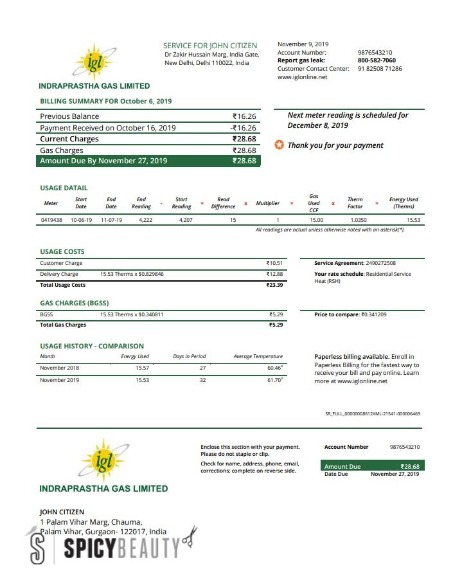 igl
INDRAPRASTHA GAS LIMITED
SERVICE FOR JOHN CITIZEN
Dr Zakir Hussain Marg, India Gate,
New Delhi, Delhi 110022, India
November 9, 2019
Account Number: 9876543210
Report gas leak: 800-582-7060
Customer Contact Center: 91 82508 71286
www.iglonline.net
BILLING SUMMARY FOR October 6, 2019
Previous Balance ₹16.26
Payment Received on October 16, 2019 -₹16.26
Current Charges ₹28.68
Gas Charges ₹28.68
Amount Due By November 27, 2019 ₹28.68
Next meter reading is scheduled for
December 8, 2019
Thank you for your payment
USAGE DATAIL
Meter Start Date End Date End Reading - Start Reading = Read Difference x Multiplier = Gas Used CCF x Therm Factor = Energy Used (Therms)
0419438 10-06-19 11-07-19 4,222 4,207 15 1 15.00 1.0350 15.53
All readings are actual unless otherwise noted with an asterisk(*)
USAGE COSTS
Customer Charge ₹10.51
Delivery Charge 15.53 Therms x $0.829846 ₹12.88
Total Usage Costs ₹23.39
Service Agreement: 2490272508
Your rate schedule: Residential Service
Heat (RSH)
GAS CHARGES (BGSS)
BGSS 15.53 Therms x $0.340811 ₹5.29
Total Gas Charges ₹5.29
Price to compare: ₹0.341209
USAGE HISTORY - COMPARISON
Month Energy Used Days in Period Average Temperature
November 2018 15.57 27 60.46°
November 2019 15.53 32 61.70°
Paperless billing available. Enroll in
Paperless Billing for the fastest way to
receive your bill and pay online. Learn
more at www.iglonline.net
igl
INDRAPRASTHA GAS LIMITED
Enclose this section with your payment.
Please do not staple or clip.
Check for name, address, phone, email,
corrections; complete on reverse side.
Account Number 9876543210
Amount Due ₹28.68
Date Due November 27, 2019
JOHN CITIZEN
1 Palam Vihar Marg, Chauma,
Palam Vihar, Gurgaon- 122017, India
SPICYBEAUTY